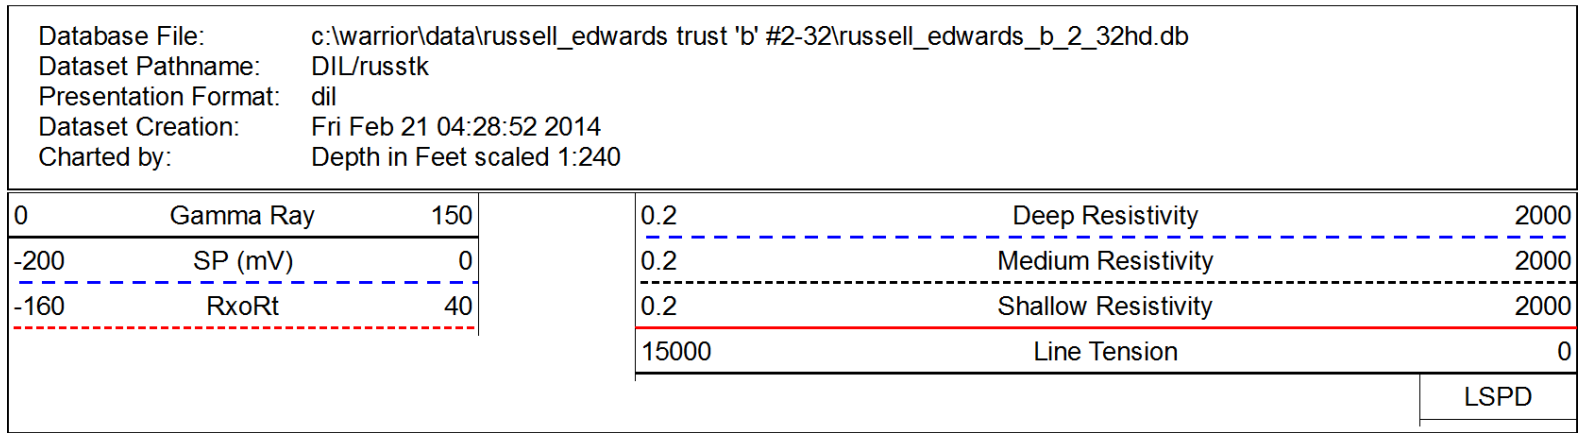 Database File: c:\warrior\data\russell_edwards trust 'b' #2-32\russell_edwards_b_2_32hd.db
Dataset Pathname: DIL/russtk
Presentation Format: dil
Dataset Creation: Fri Feb 21 04:28:52 2014
Charted by: Depth in Feet scaled 1:240
0 Gamma Ray 150 0.2 Deep Resistivity 2000
-200 SP (mV) 0 0.2 Medium Resistivity 2000
-160 RxoRt 40 0.2 Shallow Resistivity 2000
15000 Line Tension 0
LSPD